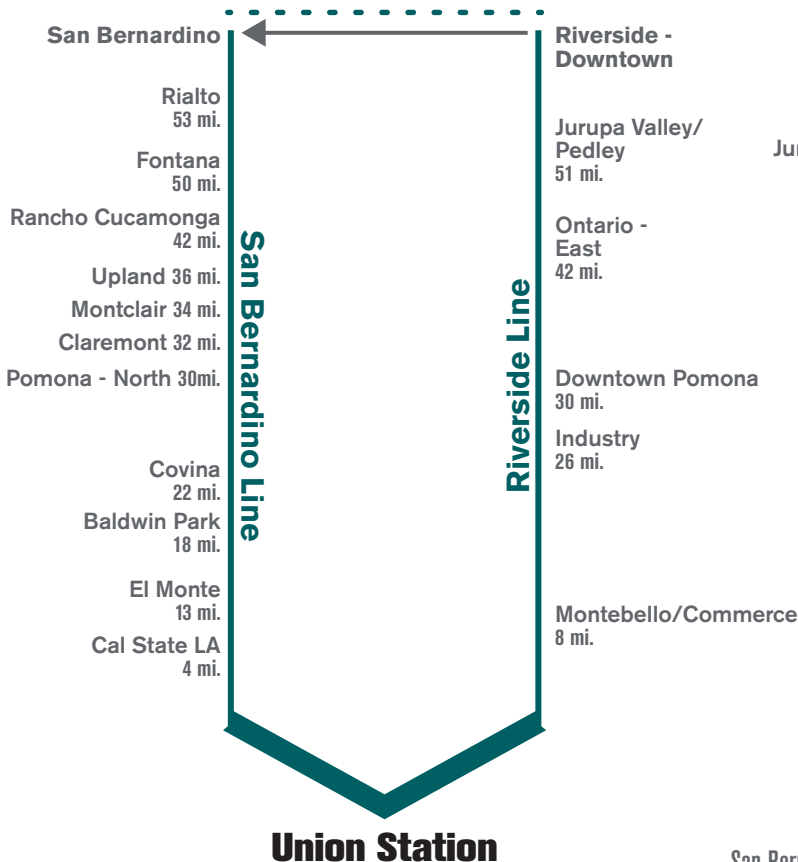 San Bernardino
Rialto
53 mi.
Fontana
50 mi.
Rancho Cucamonga
42 mi.
Upland 36 mi.
Montclair 34 mi.
Claremont 32 mi.
Pomona - North 30mi.
Covina
22 mi.
Baldwin Park
18 mi.
El Monte
13 mi.
Cal State LA
4 mi.
San Bernardino Line
Riverside Line
Riverside -
Downtown
Jurupa Valley/
Pedley
51 mi.
Ontario -
East
42 mi.
Downtown Pomona
30 mi.
Industry
26 mi.
Montebello/Commerce
8 mi.
Union Station